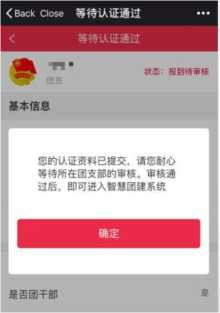 Back Close 等待认证通过
等待认证通过
信息
状态：报到待审核
基本信息
您的认证资料已提交，请您耐心
等待所在团支部的审核。审核通
过后，即可进入智慧团建系统
确定
是否团干部
是